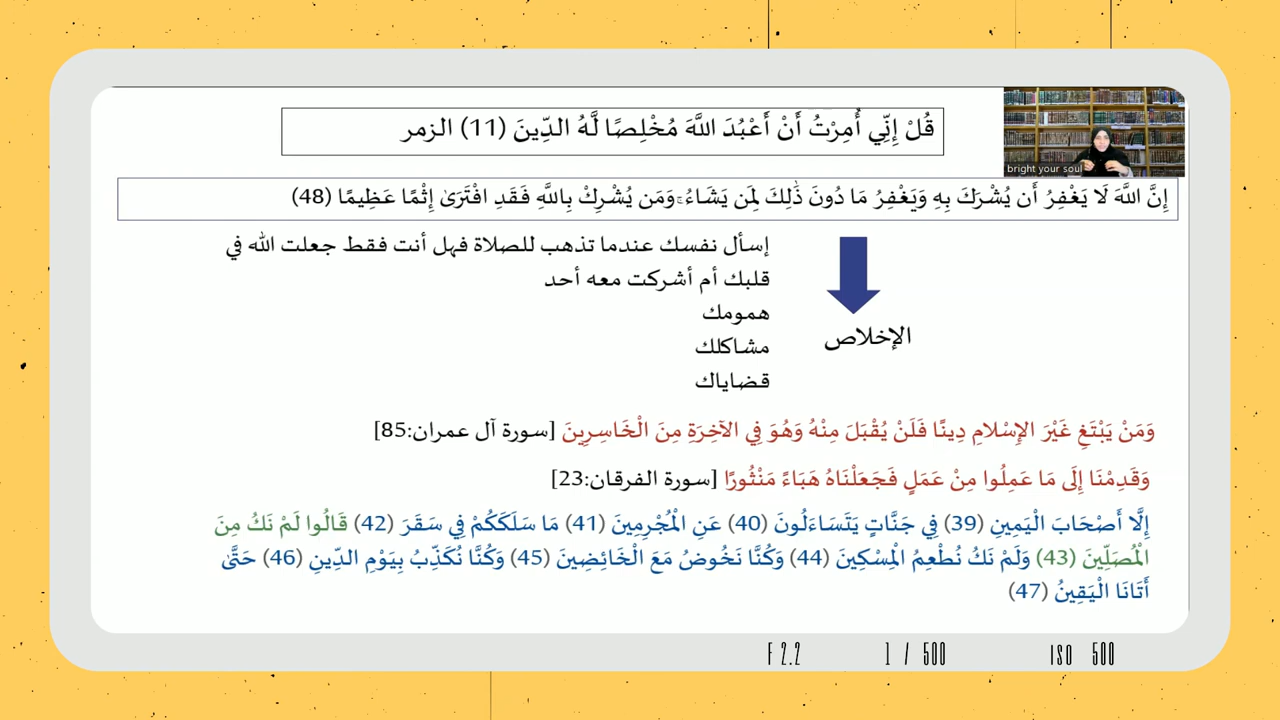 قُلْ إِنِّي أُمِرْتُ أَنْ أَعْبُدَ اللَّهَ مُخْلِصًا لَّهُ الدِّينَ (11) الزمر
bright your soul
إِنَّ اللَّهَ لَا يَغْفِرُ أَن يُشْرَكَ بِهِ وَيَغْفِرُ مَا دُونَ ذَٰلِكَ لِمَن يَشَاءُ ۚ وَمَن يُشْرِكْ بِاللَّهِ فَقَدِ افْتَرَىٰ إِثْمًا عَظِيمًا (48)
إسأل نفسك عندما تذهب للصلاة فهل أنت فقط جعلت الله في
قلبك أم أشركت معه أحد
همومك
مشاكلك
قضاياك
الإخلاص
وَمَنْ يَبْتَغِ غَيْرَ الإِسْلامِ دِينًا فَلَنْ يُقْبَلَ مِنْهُ وَهُوَ فِي الآخِرَةِ مِنَ الْخَاسِرِينَ [سورة آل عمران:85]
وَقَدِمْنَا إِلَى مَا عَمِلُوا مِنْ عَمَلٍ فَجَعَلْنَاهُ هَبَاءً مَنْثُورًا [سورة الفرقان:23]
إِلَّا أَصْحَابَ الْيَمِينِ (39) فِي جَنَّاتٍ يَتَسَاءَلُونَ (40) عَنِ الْمُجْرِمِينَ (41) مَا سَلَكَكُمْ فِي سَقَرَ (42) قَالُوا لَمْ نَكُ مِنَ
الْمُصَلِّينَ (43) وَلَمْ نَكُ نُطْعِمُ الْمِسْكِينَ (44) وَكُنَّا نَخُوضُ مَعَ الْخَائِضِينَ (45) وَكُنَّا نُكَذِّبُ بِيَوْمِ الدِّينِ (46) حَتَّىٰ
أَتَانَا الْيَقِينُ (47)
F 2.2 1 / 500 ISO 500